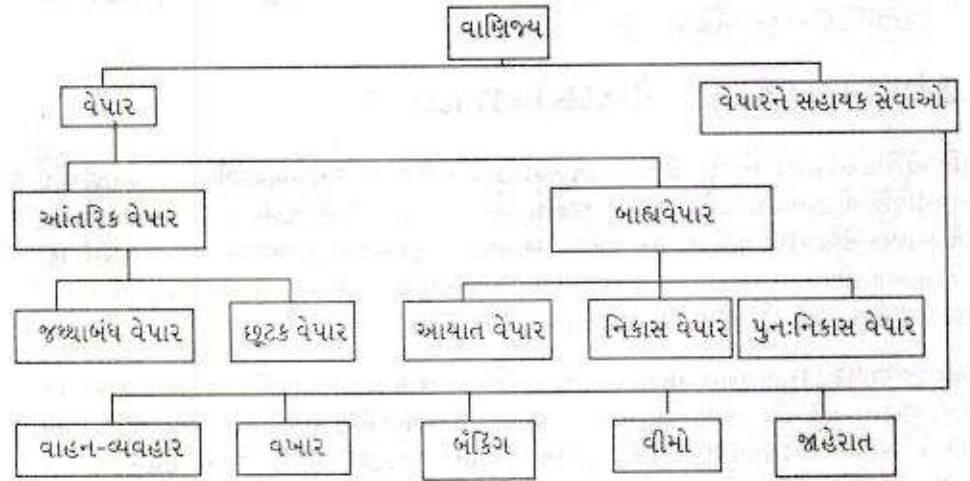 વાણિજ્ય
વેપાર
વેપારને સહાયક સેવાઓ
આંતરિક વેપાર
બાહ્યવેપાર
જથ્થાબંધ વેપાર
છૂટક વેપાર
આયાત વેપાર
નિકાસ વેપાર
પુનઃનિકાસ વેપાર
વાહન-વ્યવહાર
વખાર
બેંકિંગ
વીમો
જાહેરાત